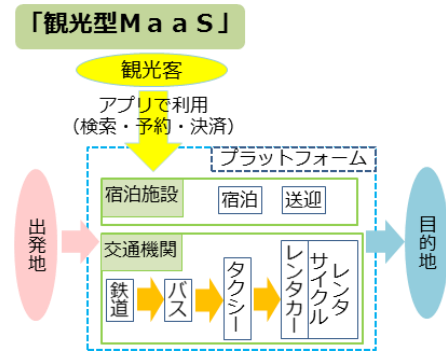 「観光型ＭａａＳ」
観光客
アプリで利用
（検索・予約・決済）
プラットフォーム
宿泊施設
宿泊
送迎
出発地
目的地
交通機関
鉄道
バス
タクシー
レンタカー
レンタ
サイクル